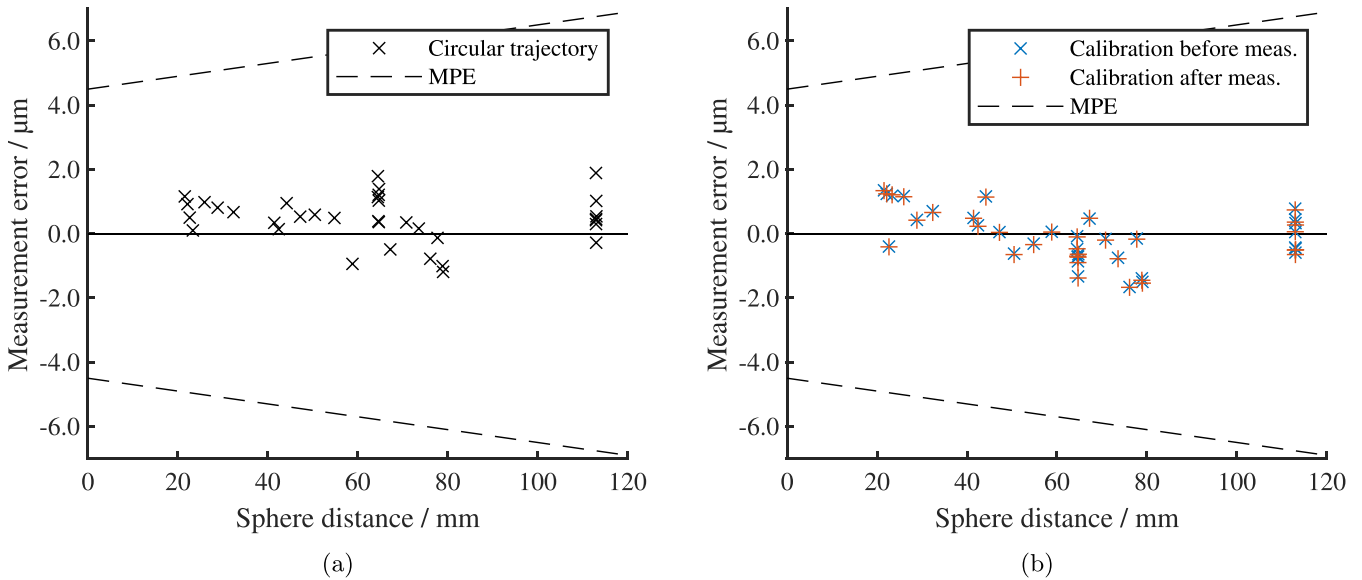 6.0
4.0
2.0
0.0
-2.0
-4.0
-6.0
Measurement error / µm
0 20 40 60 80 100 120
Sphere distance / mm
Circular trajectory
MPE
(a)
6.0
4.0
2.0
0.0
-2.0
-4.0
-6.0
Measurement error / µm
0 20 40 60 80 100 120
Sphere distance / mm
Calibration before meas.
Calibration after meas.
MPE
(b)